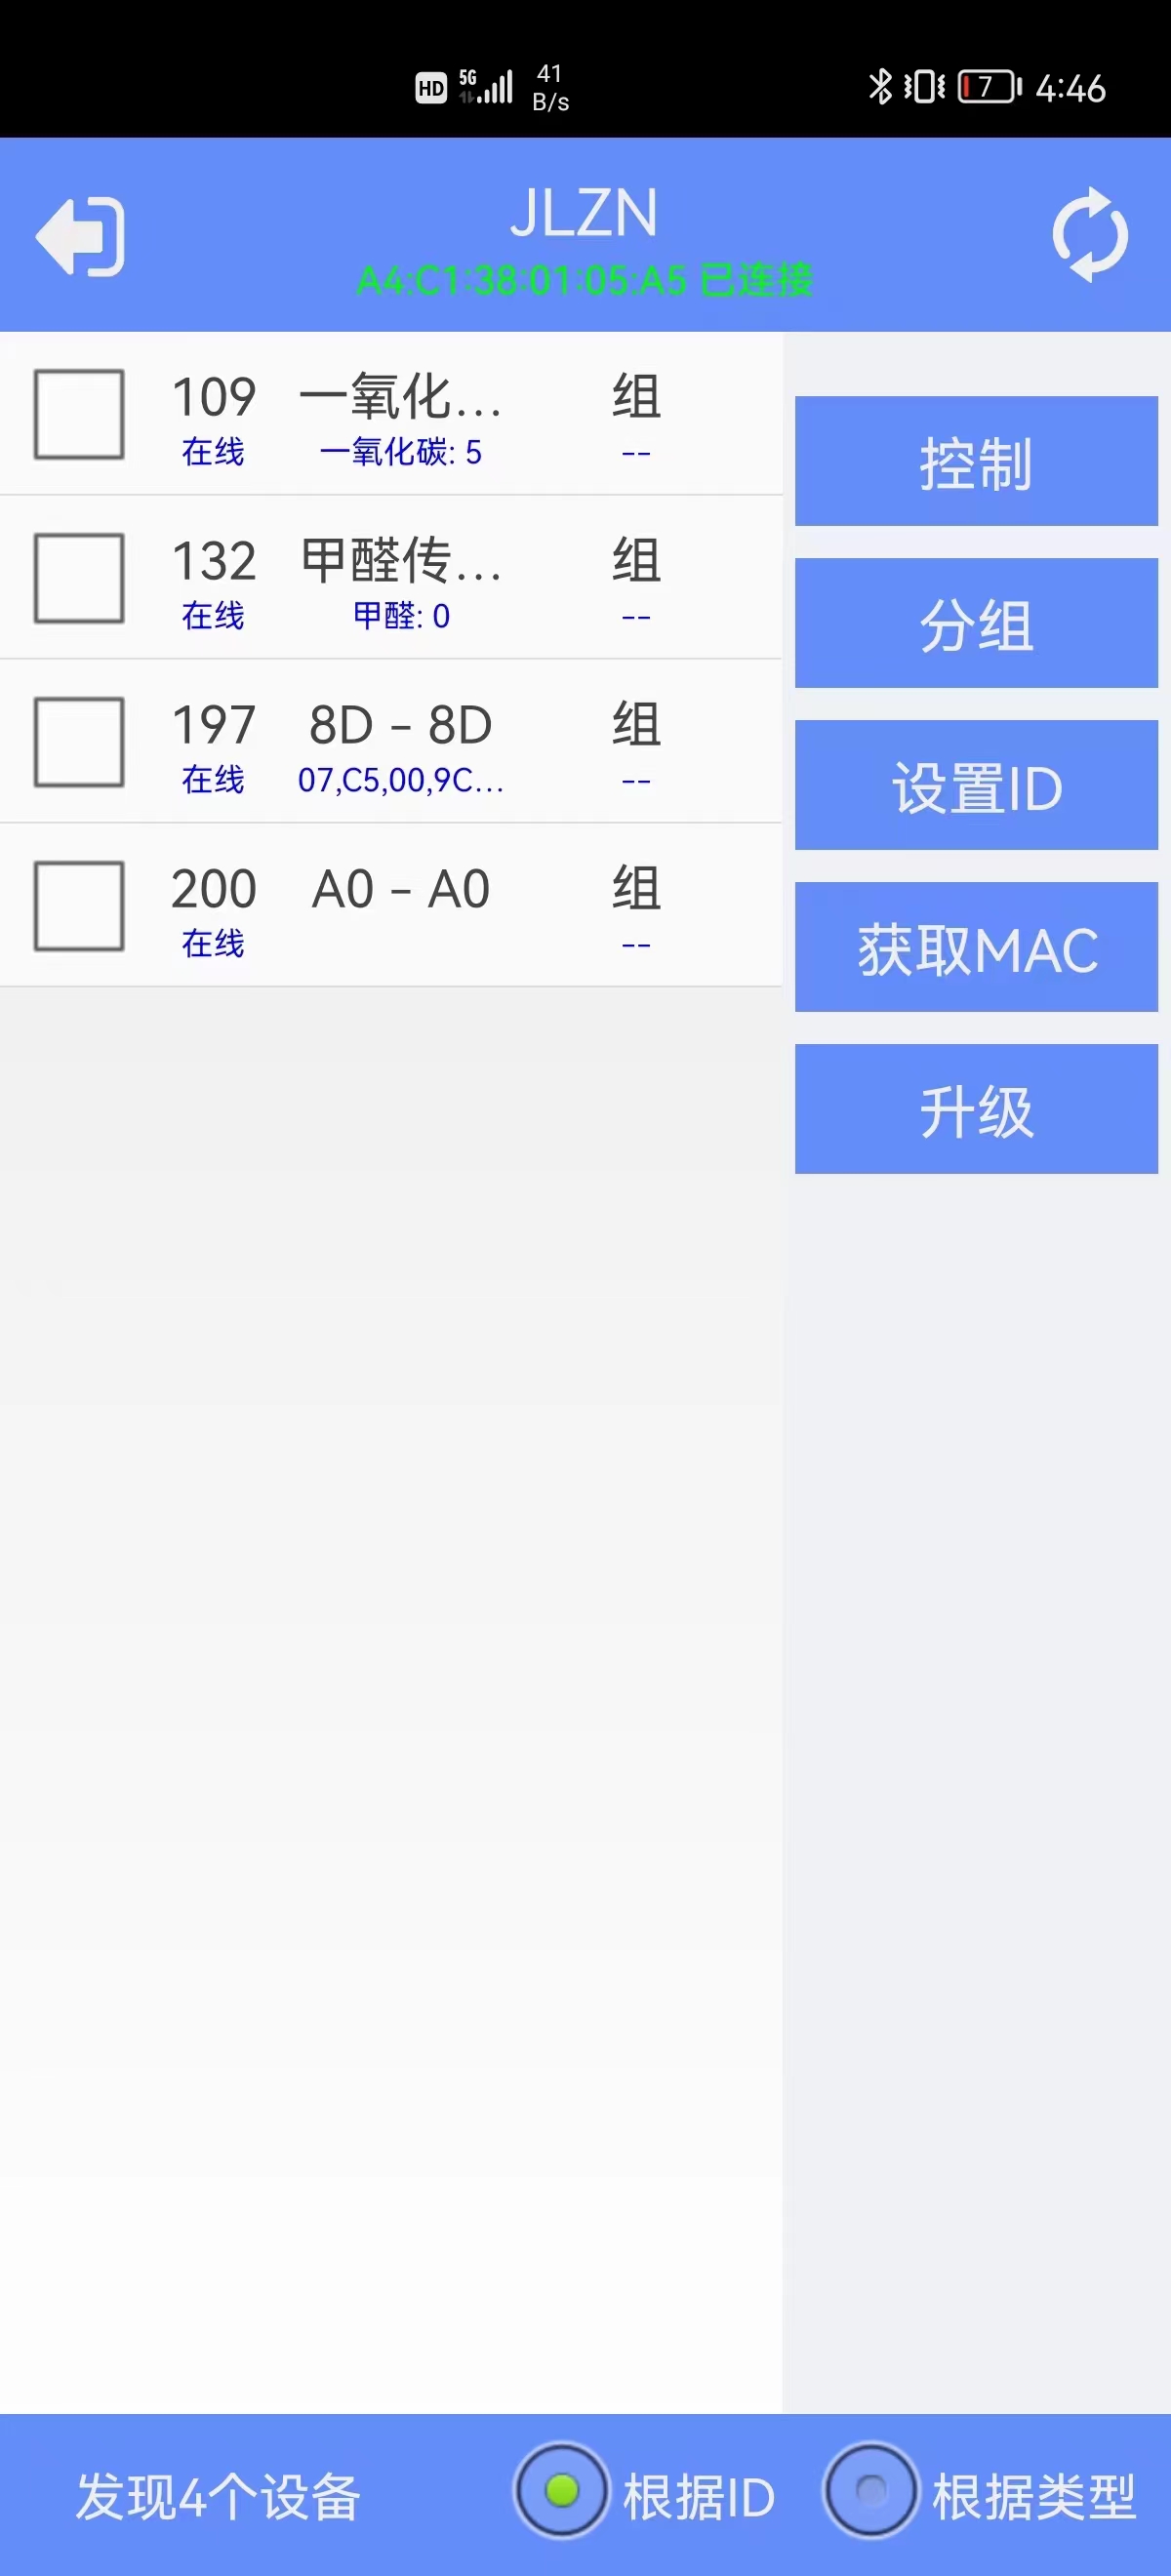 HD 5G 41 B/s 7 4:46
JLZN
A4:C1:38:01:05:A5 已连接
109 一氧化... 组
在线 一氧化碳: 5 --
控制
132 甲醛传... 组
在线 甲醛: 0 --
分组
197 8D - 8D 组
在线 07,C5,00,9C... --
设置ID
200 A0 - A0 组
在线 --
获取MAC
升级
发现4个设备 根据ID 根据类型